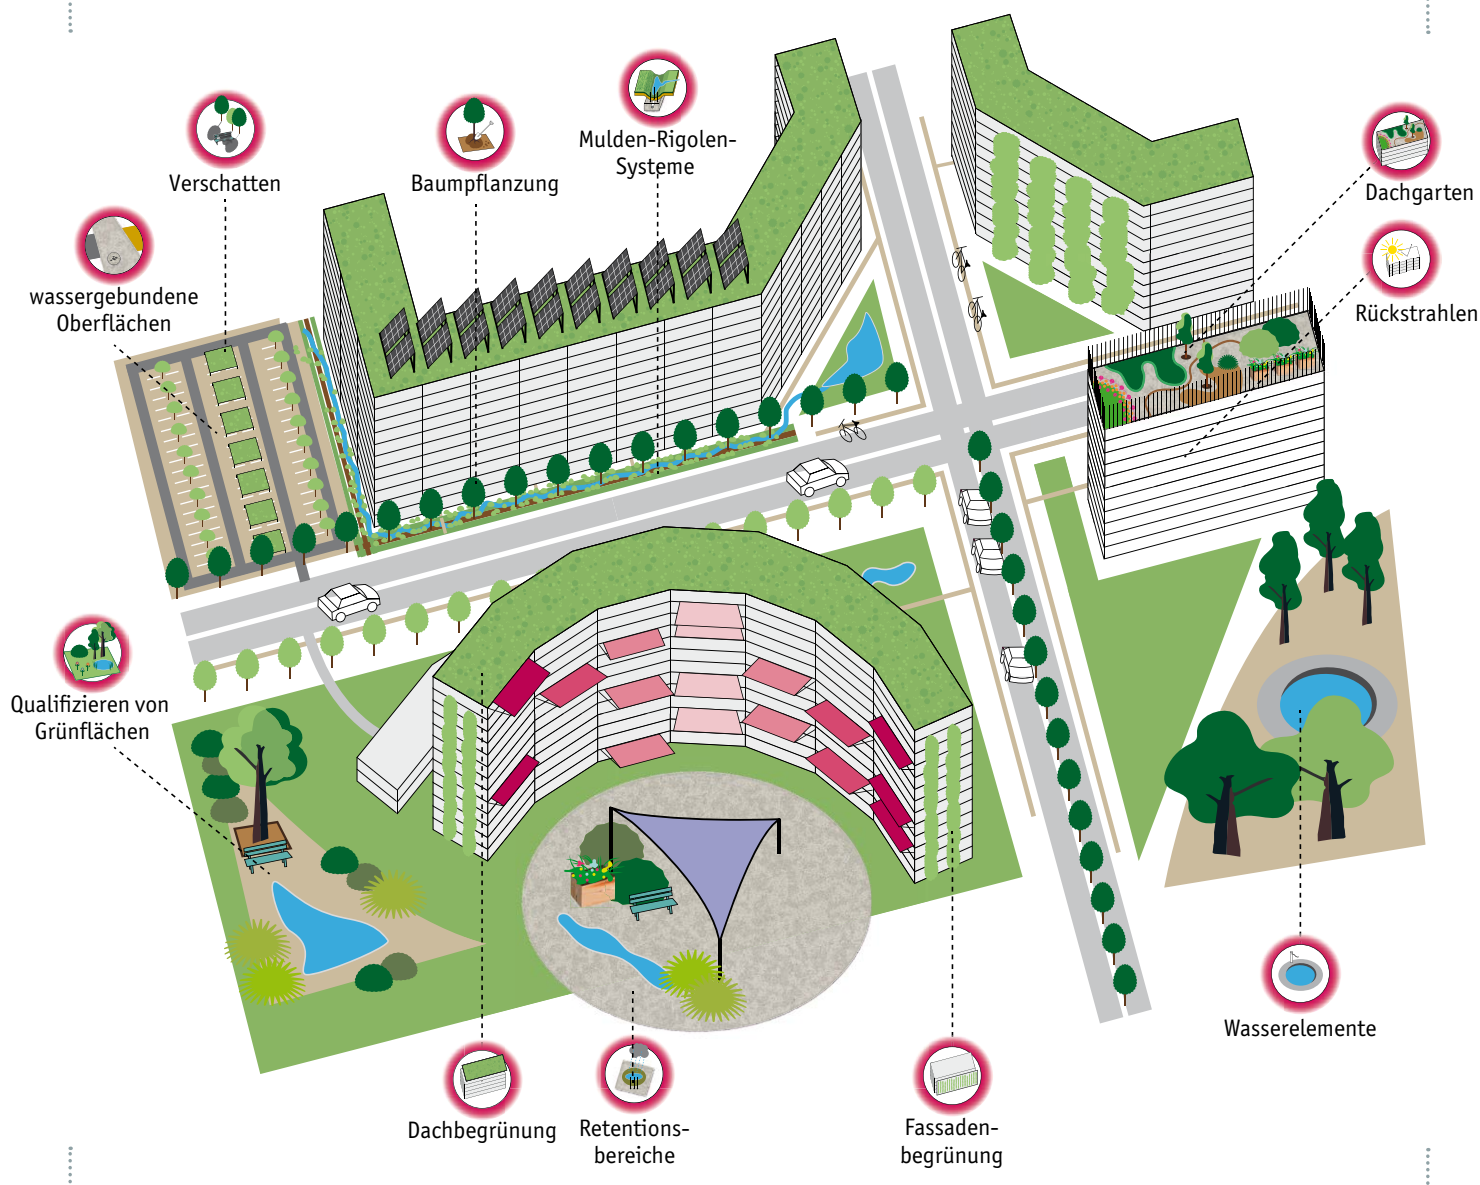 Mulden-Rigolen-
Systeme
Verschatten
Baumpflanzung
Dachgarten
wassergebundene
Oberflächen
Rückstrahlen
Qualifizieren von
Grünflächen
Wasserelemente
Dachbegrünung
Retentions-
bereiche
Fassaden-
begrünung